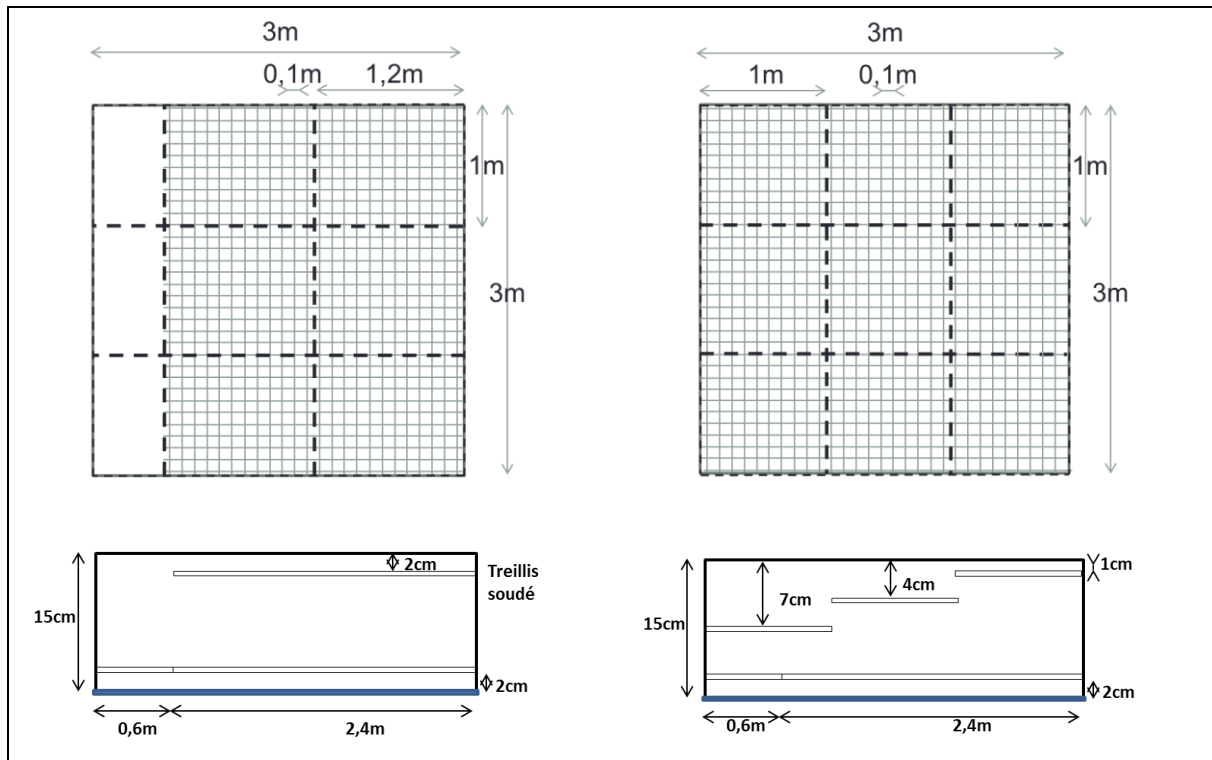 3m
0,1m 1,2m
1m
3m
3m
1m 0,1m
1m
3m
2cm
Treillis
soudé
15cm
2cm
0,6m
2,4m
1cm
4cm
7cm
15cm
2cm
0,6m
2,4m